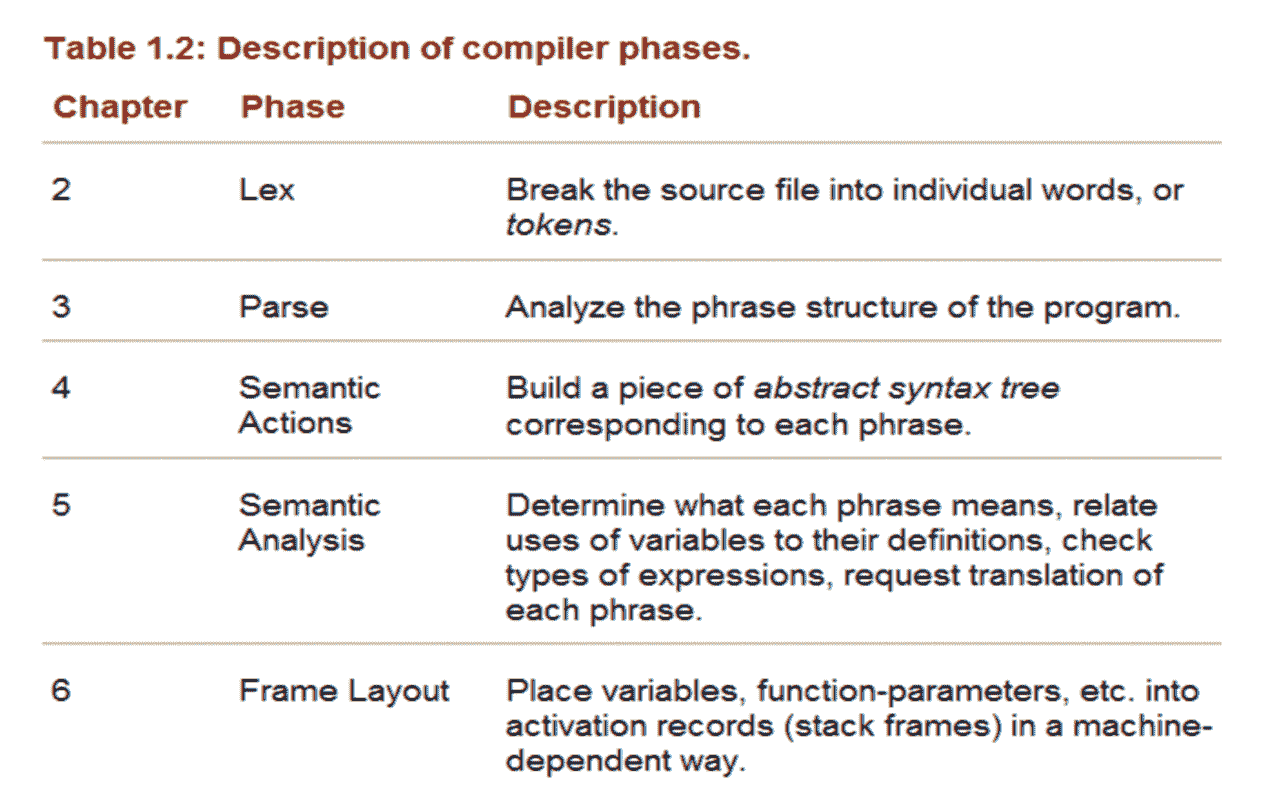 Table 1.2: Description of compiler phases.
Chapter Phase Description
2 Lex Break the source file into individual words, or
tokens.
3 Parse Analyze the phrase structure of the program.
4 Semantic Build a piece of abstract syntax tree
Actions corresponding to each phrase.
5 Semantic Determine what each phrase means, relate
Analysis uses of variables to their definitions, check
types of expressions, request translation of
each phrase.
6 Frame Layout Place variables, function-parameters, etc. into
activation records (stack frames) in a machine-
dependent way.